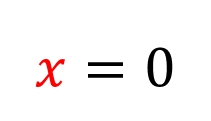 x = 0